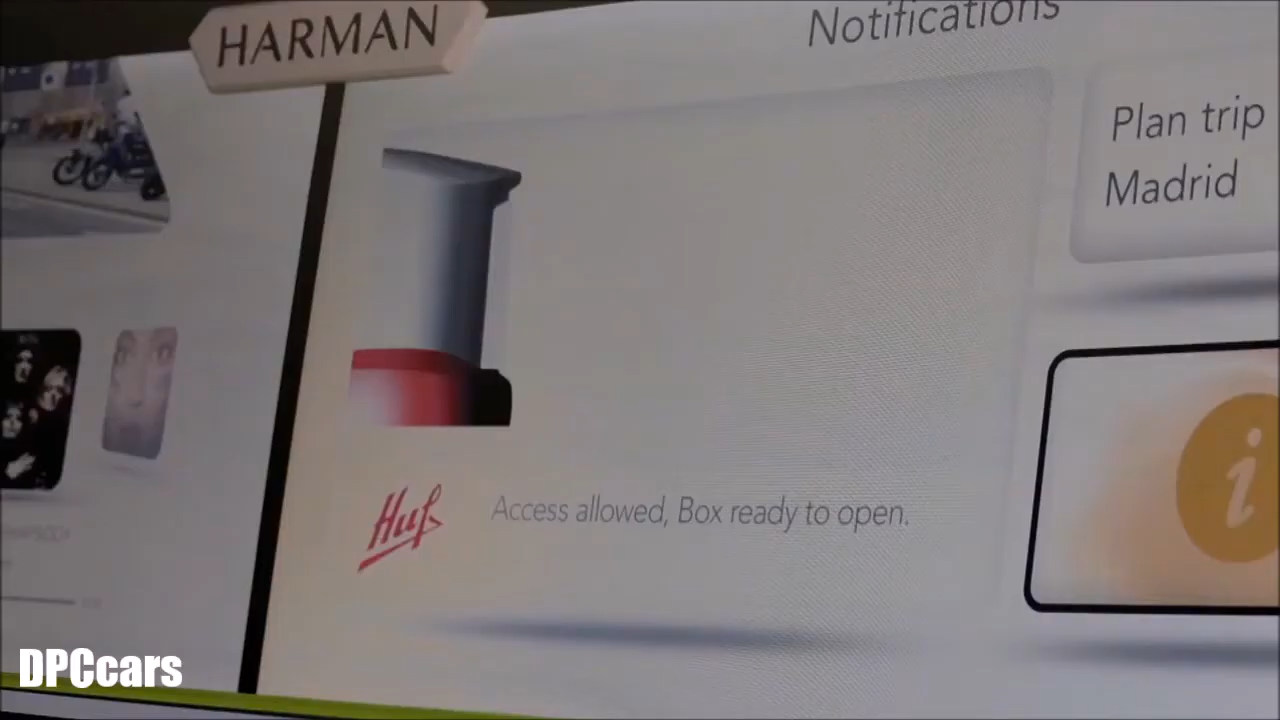 HARMAN
Notifications
Plan trip
Madrid
Huf
Access allowed, Box ready to open.
i
DPCcars